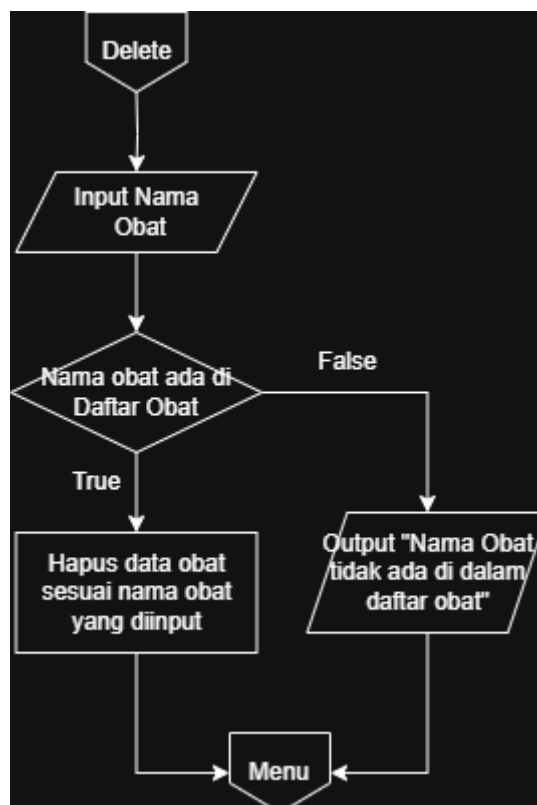 Delete
Input Nama
Obat
Nama obat ada di
Daftar Obat
False
True
Hapus data obat
sesuai nama obat
yang diinput
Output "Nama Obat
tidak ada di dalam
daftar obat"
Menu